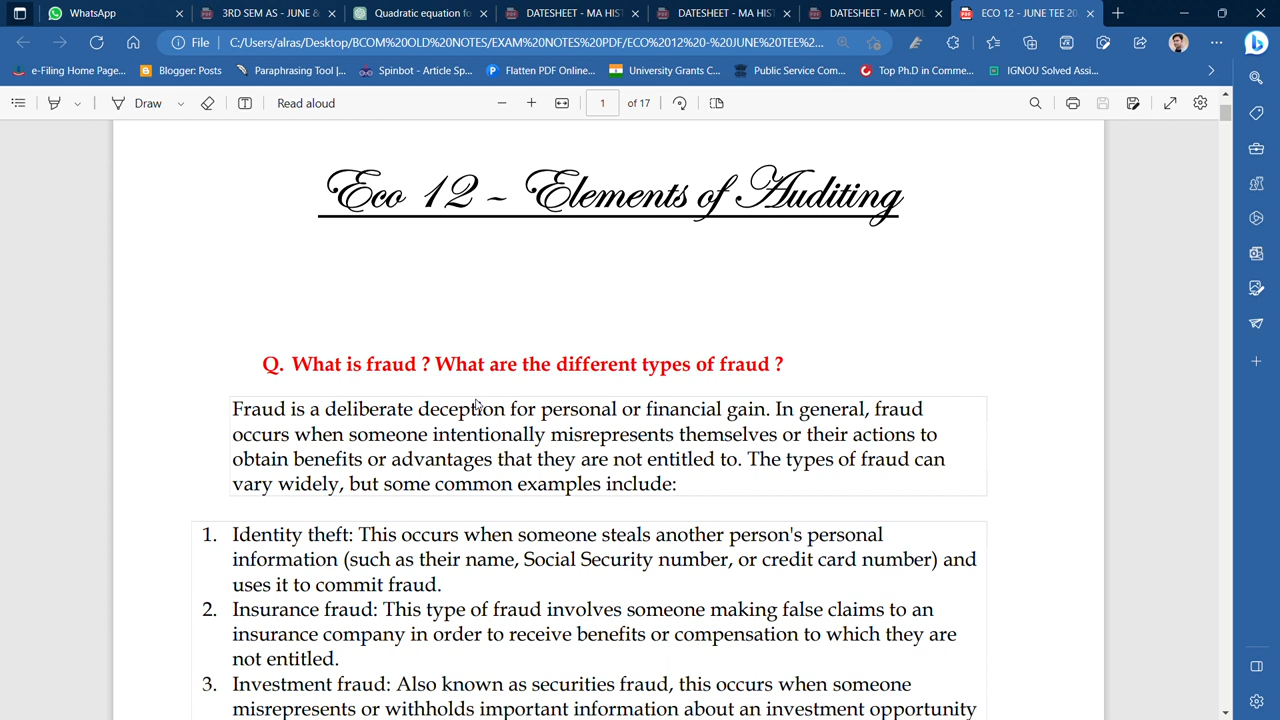 WhatsApp
3RD SEM AS - JUNE &
Quadratic equation fo
DATESHEET - MA HIS
DATESHEET - MA HIS
DATESHEET - MA POL
ECO 12 - JUNE TEE 20
File
C:/Users/alras/Desktop/BCOM%20OLD%20NOTES/EXAM%20NOTES%20PDF/ECO%2012%20-%20JUNE%20TEE%2...
e-Filing Home Page...
Blogger: Posts
Paraphrasing Tool |...
Spinbot - Article Sp...
Flatten PDF Online...
University Grants C...
Public Service Com...
Top Ph.D in Comme...
IGNOU Solved Assi...
Draw
Read aloud
1 of 17
Eco 12 - Elements of Auditing
Q. What is fraud ? What are the different types of fraud ?
Fraud is a deliberate deception for personal or financial gain. In general, fraud
occurs when someone intentionally misrepresents themselves or their actions to
obtain benefits or advantages that they are not entitled to. The types of fraud can
vary widely, but some common examples include:
1. Identity theft: This occurs when someone steals another person's personal
information (such as their name, Social Security number, or credit card number) and
uses it to commit fraud.
2. Insurance fraud: This type of fraud involves someone making false claims to an
insurance company in order to receive benefits or compensation to which they are
not entitled.
3. Investment fraud: Also known as securities fraud, this occurs when someone
misrepresents or withholds important information about an investment opportunity